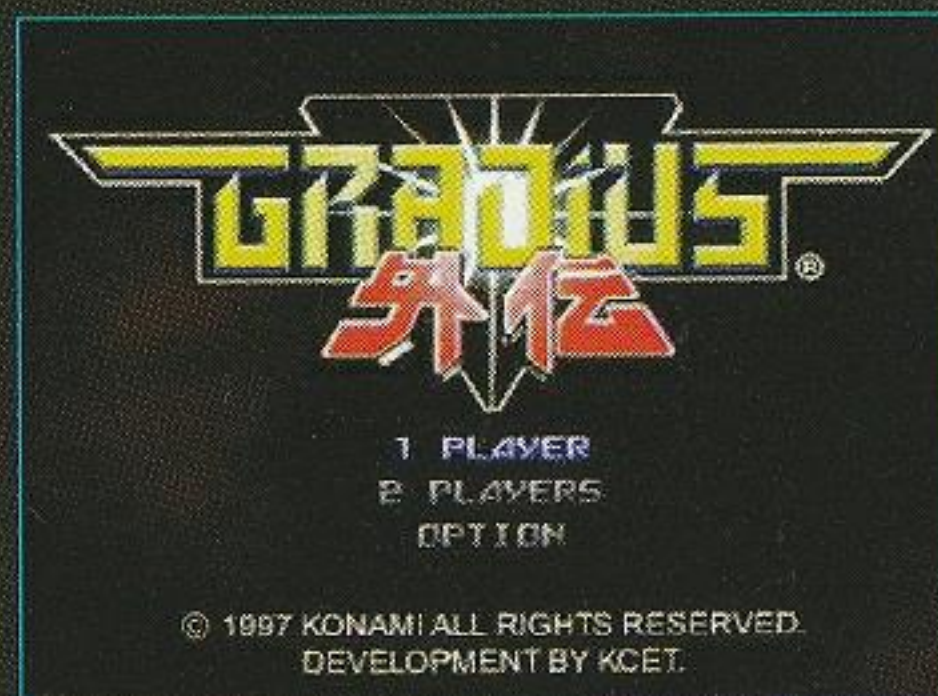 GRADIUS®
外伝
1 PLAYER
2 PLAYERS
OPTION
© 1997 KONAMI ALL RIGHTS RESERVED.
DEVELOPMENT BY KCET.